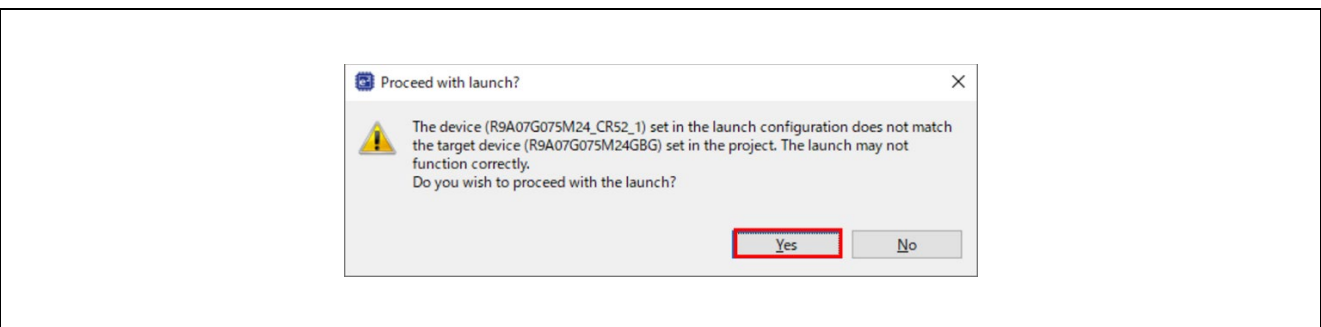 Proceed with launch?
The device (R9A07G075M24_CR52_1) set in the launch configuration does not match
the target device (R9A07G075M24GBG) set in the project. The launch may not
function correctly.
Do you wish to proceed with the launch?
Yes
No